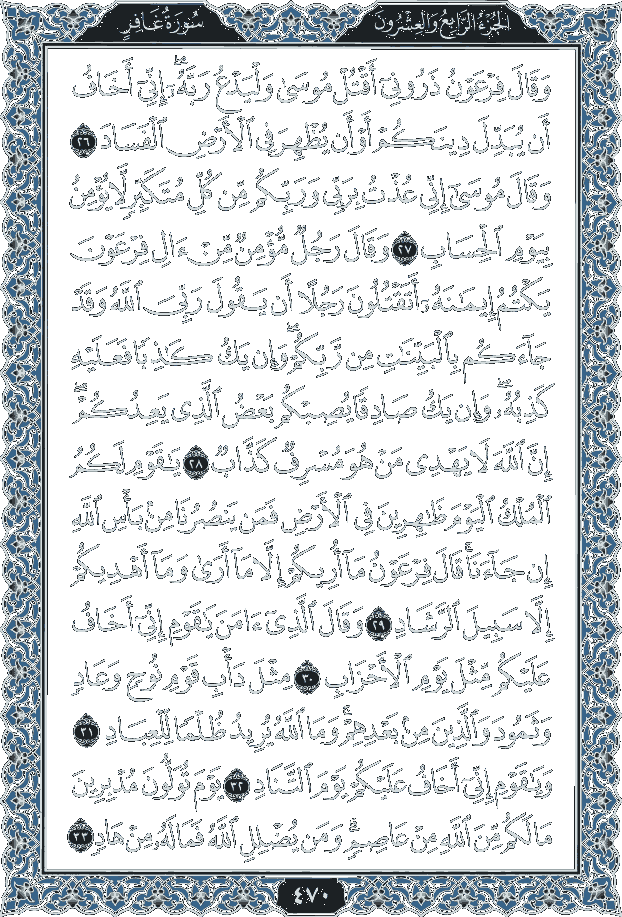 الجزء الرابع والعشرون
سورة غافر
وَقَالَ فِرْعَوْنُ ذَرُونِىٓ أَقْتُلْ مُوسَىٰ وَلْيَدْعُ رَبَّهُۥٓ ۖ إِنِّىٓ أَخَافُ
أَن يُبَدِّلَ دِينَكُمْ أَوْ أَن يُظْهِرَ فِى ٱلْأَرْضِ ٱلْفَسَادَ ٢٦
وَقَالَ مُوسَىٰٓ إِنِّى عُذْتُ بِرَبِّى وَرَبِّكُم مِّن كُلِّ مُتَكَبِّرٍ لَّا يُؤْمِنُ
بِيَوْمِ ٱلْحِسَابِ ٢٧ وَقَالَ رَجُلٌ مُّؤْمِنٌ مِّنْ ءَالِ فِرْعَوْنَ
يَكْتُمُ إِيمَٰنَهُۥٓ أَتَقْتُلُونَ رَجُلًا أَن يَقُولَ رَبِّىَ ٱللَّهُ وَقَدْ
جَآءَكُم بِٱلْبَيِّنَٰتِ مِن رَّبِّكُمْ ۖ وَإِن يَكُ كَٰذِبًا فَعَلَيْهِ
كَذِبُهُۥ ۖ وَإِن يَكُ صَادِقًا يُصِبْكُم بَعْضُ ٱلَّذِى يَعِدُكُمْ ۖ
إِنَّ ٱللَّهَ لَا يَهْدِى مَنْ هُوَ مُسْرِفٌ كَذَّابٌ ٢٨ يَٰقَوْمِ لَكُمُ
ٱلْمُلْكُ ٱلْيَوْمَ ظَٰهِرِينَ فِى ٱلْأَرْضِ فَمَن يَنصُرُنَا مِنۢ بَأْسِ ٱللَّهِ
إِن جَآءَنَا ۚ قَالَ فِرْعَوْنُ مَآ أُرِيكُمْ إِلَّا مَآ أَرَىٰ وَمَآ أَهْدِيكُمْ
إِلَّا سَبِيلَ ٱلرَّشَادِ ٢٩ وَقَالَ ٱلَّذِىٓ ءَامَنَ يَٰقَوْمِ إِنِّىٓ أَخَافُ
عَلَيْكُم مِّثْلَ يَوْمِ ٱلْأَحْزَابِ ٣٠ مِثْلَ دَأْبِ قَوْمِ نُوحٍ وَعَادٍ
وَثَمُودَ وَٱلَّذِينَ مِنۢ بَعْدِهِمْ ۚ وَمَا ٱللَّهُ يُرِيدُ ظُلْمًا لِّلْعِبَادِ ٣١
وَيَٰقَوْمِ إِنِّىٓ أَخَافُ عَلَيْكُمْ يَوْمَ ٱلتَّنَادِ ٣٢ يَوْمَ تُوَلُّونَ مُدْبِرِينَ
مَا لَكُم مِّنَ ٱللَّهِ مِنْ عَاصِمٍ ۗ وَمَن يُضْلِلِ ٱللَّهُ فَمَا لَهُۥ مِنْ هَادٍ ٣٣
٤٧٠